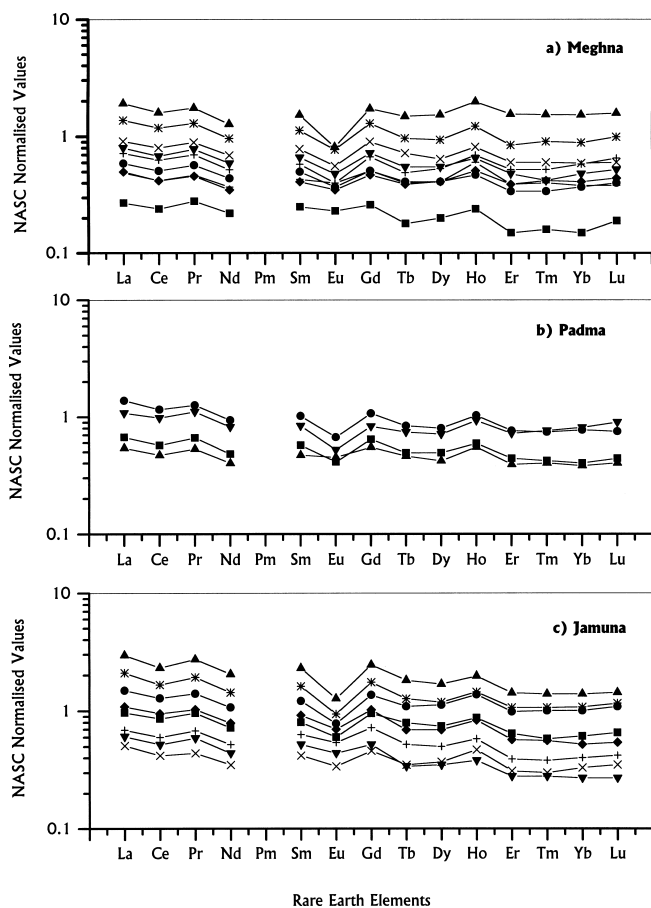 10
a) Meghna
NASC Normalised Values
1
0.1
La Ce Pr Nd Pm Sm Eu Gd Tb Dy Ho Er Tm Yb Lu
10
b) Padma
NASC Normalised Values
1
0.1
La Ce Pr Nd Pm Sm Eu Gd Tb Dy Ho Er Tm Yb Lu
10
c) Jamuna
NASC Normalised Values
1
0.1
La Ce Pr Nd Pm Sm Eu Gd Tb Dy Ho Er Tm Yb Lu
Rare Earth Elements